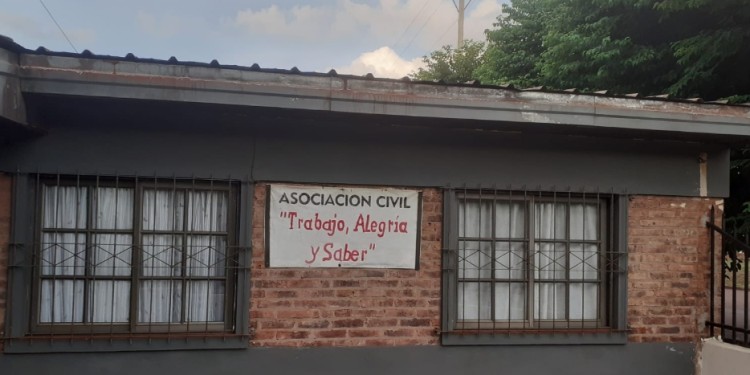 ASOCIACION CIVIL
"Trabajo, Alegría
y Saber"